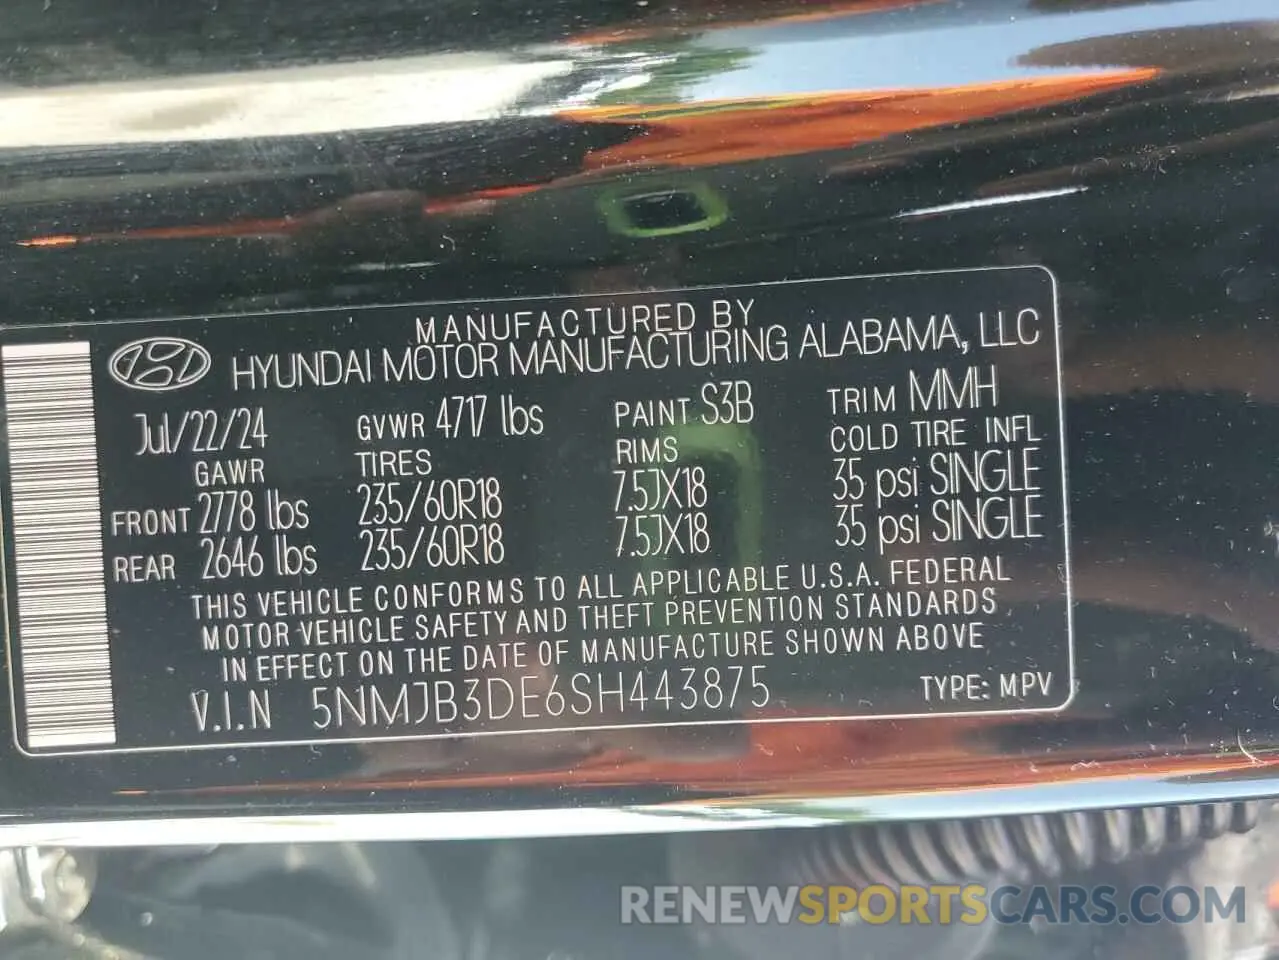 MANUFACTURED BY
HYUNDAI MOTOR MANUFACTURING ALABAMA, LLC
Jul/22/24 GVWR 4717 lbs PAINT S3B TRIM MMH
GAWR TIRES RIMS COLD TIRE INFL
FRONT 2778 lbs 235/60R18 7.5JX18 35 psi SINGLE
REAR 2646 lbs 235/60R18 7.5JX18 35 psi SINGLE
THIS VEHICLE CONFORMS TO ALL APPLICABLE U.S.A. FEDERAL
MOTOR VEHICLE SAFETY AND THEFT PREVENTION STANDARDS
IN EFFECT ON THE DATE OF MANUFACTURE SHOWN ABOVE
V.I.N 5NMJB3DE6SH443875 TYPE: MPV
RENEWSPORTSCARS.COM